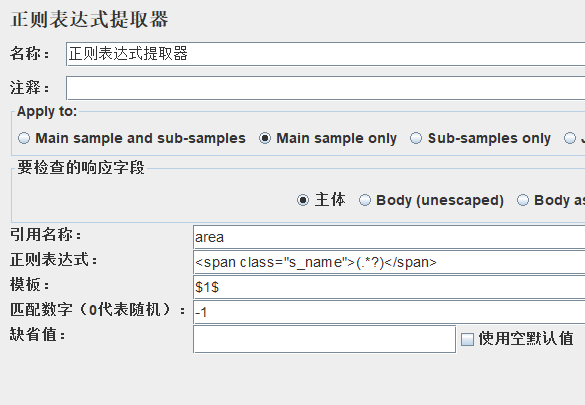 正则表达式提取器
名称： 正则表达式提取器
注释：
Apply to:
Main sample and sub-samples Main sample only Sub-samples only
要检查的响应字段
主体 Body (unescaped) Body as
引用名称： area
正则表达式： <span class="s_name">(.*?)</span>
模板： $1$
匹配数字（0代表随机）： -1
缺省值： 使用空默认值